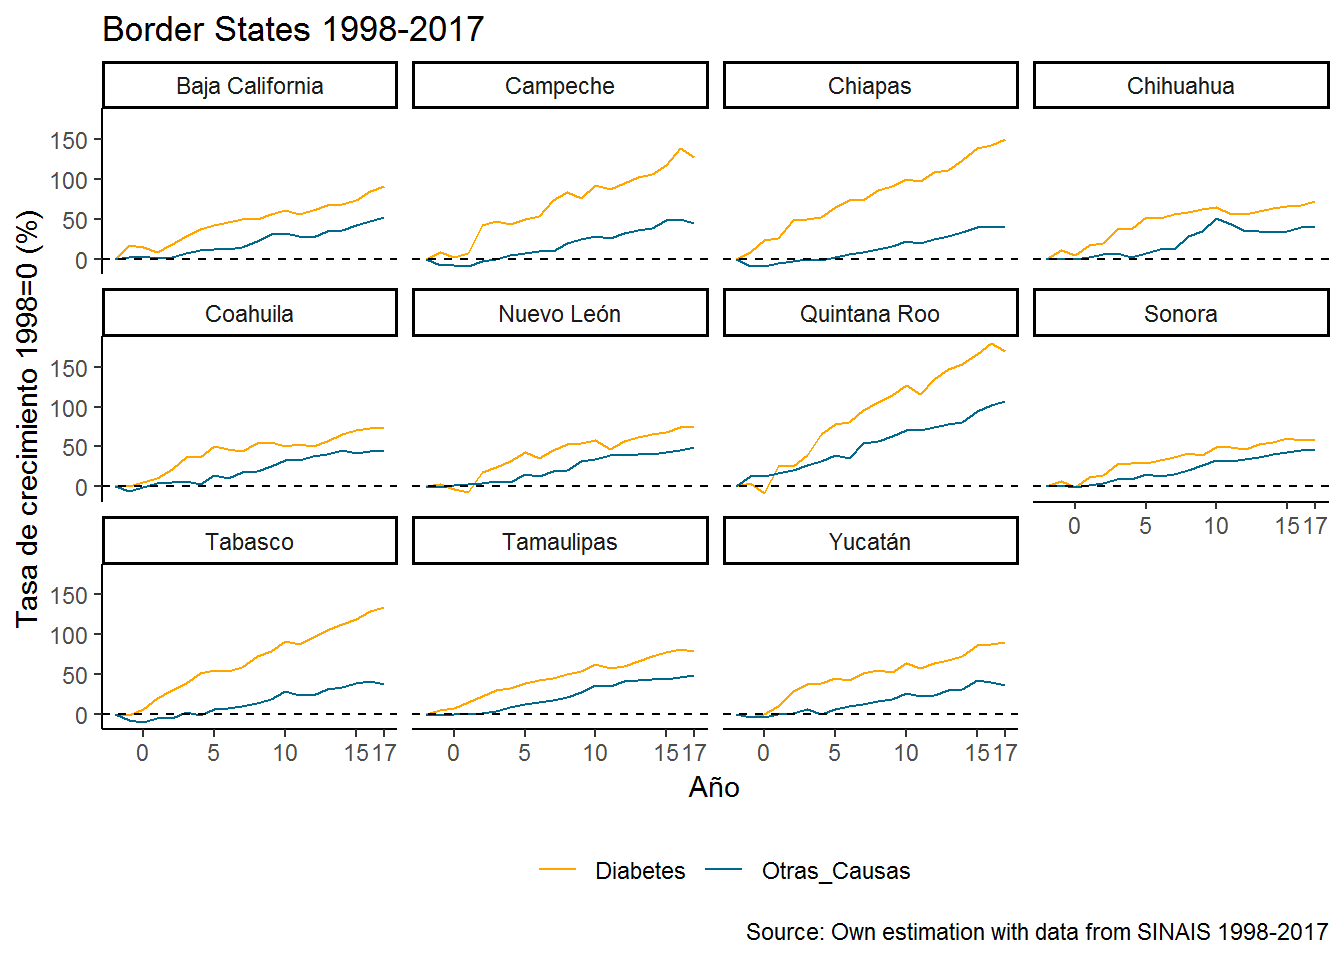 Border States 1998-2017
Baja California
Campeche
Chiapas
Chihuahua
150
100
50
0
Coahuila
Nuevo León
Quintana Roo
Sonora
150
100
50
0
0 5 10 15 17
Tabasco
Tamaulipas
Yucatán
150
100
50
0
0 5 10 15 17
0 5 10 15 17
0 5 10 15 17
Tasa de crecimiento 1998=0 (%)
Año
Diabetes
Otras_Causas
Source: Own estimation with data from SINAIS 1998-2017